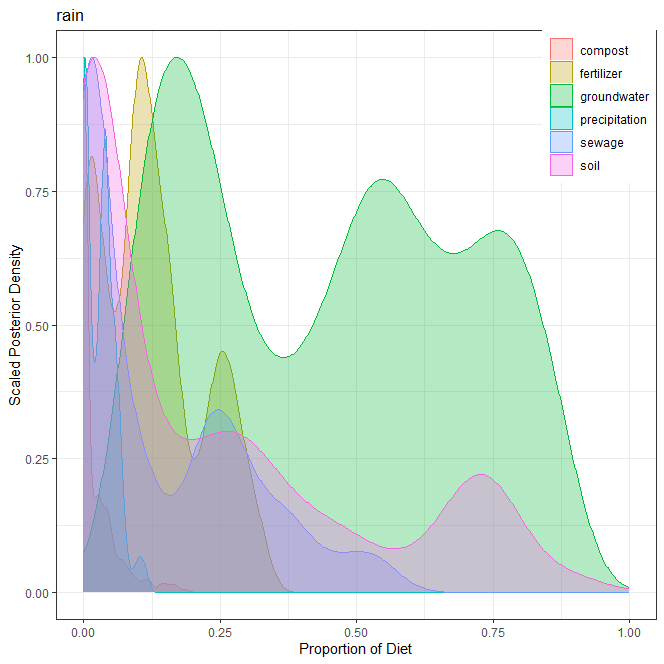 rain
compost
fertilizer
groundwater
precipitation
sewage
soil
Scaled Posterior Density
1.00
0.75
0.50
0.25
0.00
0.00 0.25 0.50 0.75 1.00
Proportion of Diet